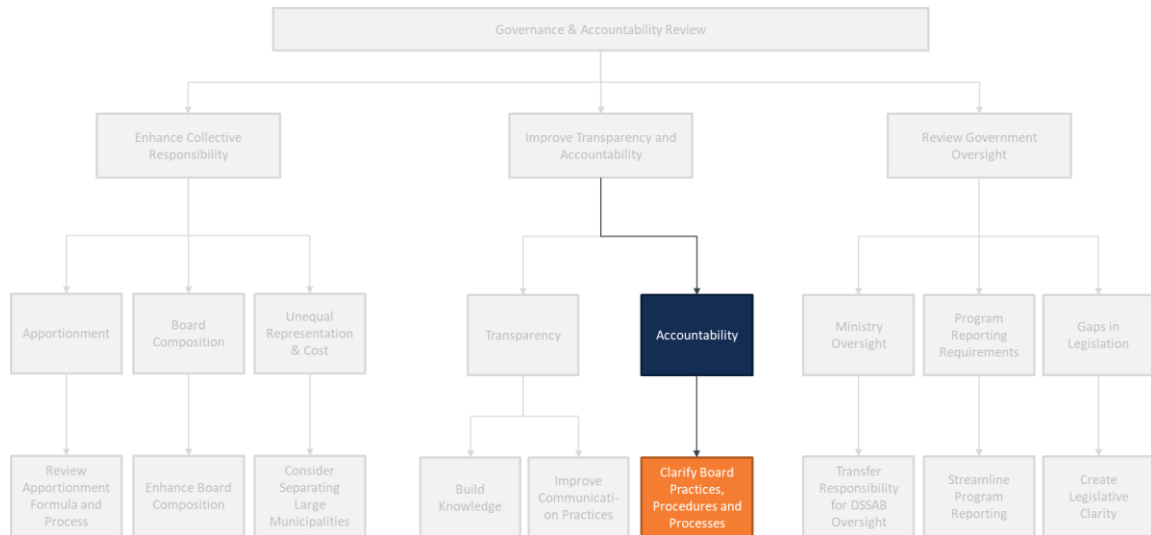 Governance & Accountability Review
Enhance Collective
Responsibility
Improve Transparency and
Accountability
Review Government
Oversight
Apportionment
Board
Composition
Unequal
Representation
& Cost
Transparency
Accountability
Ministry
Oversight
Program
Reporting
Requirements
Gaps in
Legislation
Review
Apportionment
Formula and
Process
Enhance Board
Composition
Consider
Separating
Large
Municipalities
Build
Knowledge
Improve
Communicati-
on Practices
Clarify Board
Practices,
Procedures and
Processes
Transfer
Responsibility
for DSSAB
Oversight
Streamline
Program
Reporting
Create
Legislative
Clarity